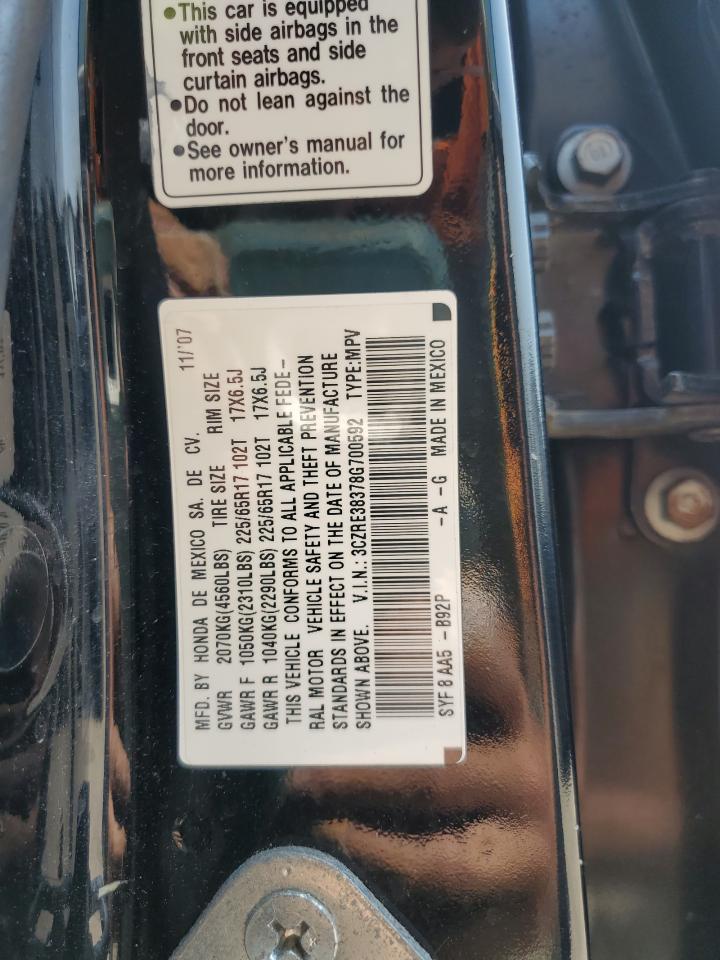 •This car is equipped
with side airbags in the
front seats and side
curtain airbags.
•Do not lean against the
door.
•See owner's manual for
more information.
MFD. BY HONDA DE MEXICO SA. DE CV. 11/'07
GVWR 2070KG(4560LBS) TIRE SIZE RIM SIZE
GAWR F 1050KG(2310LBS) 225/65R17 102T 17X6.5J
GAWR R 1040KG(2290LBS) 225/65R17 102T 17X6.5J
THIS VEHICLE CONFORMS TO ALL APPLICABLE FEDE-
RAL MOTOR VEHICLE SAFETY AND THEFT PREVENTION
STANDARDS IN EFFECT ON THE DATE OF MANUFACTURE
SHOWN ABOVE. V.I.N.: 3CZRE38378G700592 TYPE:MPV
SYF 8 AA5 -B92P -A -G MADE IN MEXICO